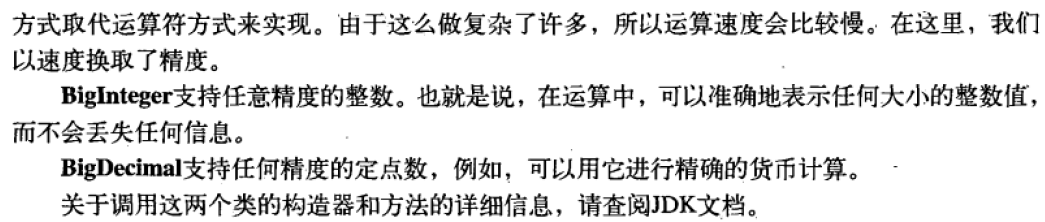 方式取代运算符方式来实现。由于这么做复杂了许多，所以运算速度会比较慢。在这里，我们
以速度换取了精度。
BigInteger支持任意精度的整数。也就是说，在运算中，可以准确地表示任何大小的整数值，
而不会丢失任何信息。
BigDecimal支持任何精度的定点数，例如，可以用它进行精确的货币计算。
关于调用这两个类的构造器和方法的详细信息，请查阅JDK文档。